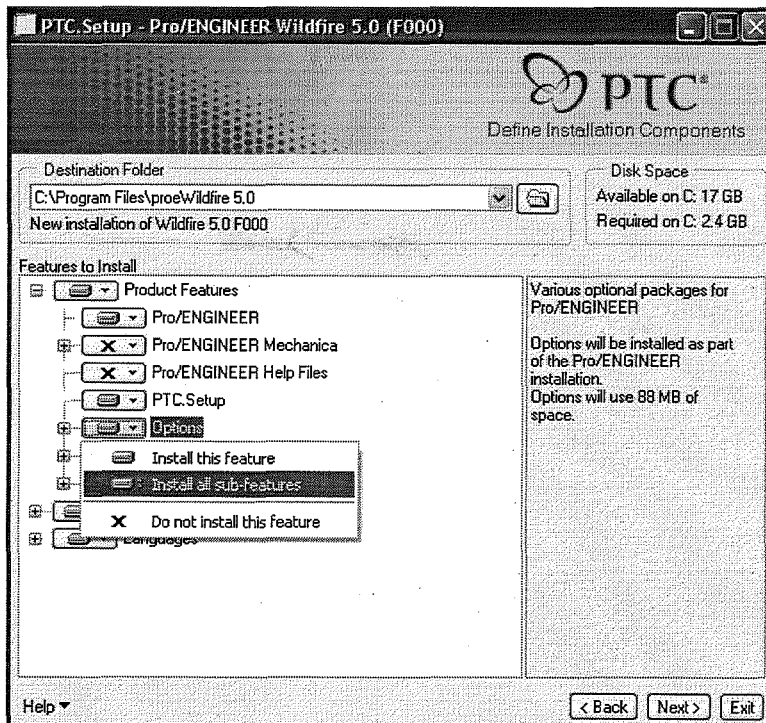 PTC.Setup - Pro/ENGINEER Wildfire 5.0 (F000)
PTC®
Define Installation Components
Destination Folder
C:\Program Files\proeWildfire 5.0
New installation of Wildfire 5.0 F000
Disk Space
Available on C: 17 GB
Required on C: 2.4 GB
Features to Install
Product Features
Pro/ENGINEER
Pro/ENGINEER Mechanica
Pro/ENGINEER Help Files
PTC.Setup
Options
Install this feature
Install all sub-features
Do not install this feature
Languages
Various optional packages for
Pro/ENGINEER
Options will be installed as part
of the Pro/ENGINEER
installation.
Options will use 88 MB of
space.
Help
< Back
Next >
Exit